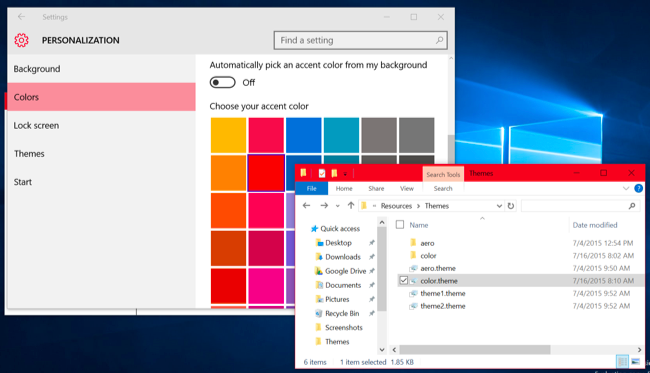 Settings
PERSONALIZATION
Find a setting
Background
Colors
Lock screen
Themes
Start
Automatically pick an accent color from my background
Off
Choose your accent color
Search Tools
Themes
File
Home
Share
View
Search
Resources
Themes
Name
Date modified
Quick access
Desktop
Downloads
Google Drive
Documents
Pictures
Recycle Bin
Screenshots
Themes
aero 7/4/2015 12:54 PM
color 7/16/2015 8:02 AM
aero.theme 7/4/2015 9:50 AM
color.theme 7/16/2015 8:10 AM
theme1.theme 7/4/2015 9:52 AM
theme2.theme 7/4/2015 9:52 AM
6 items 1 item selected 1.85 KB